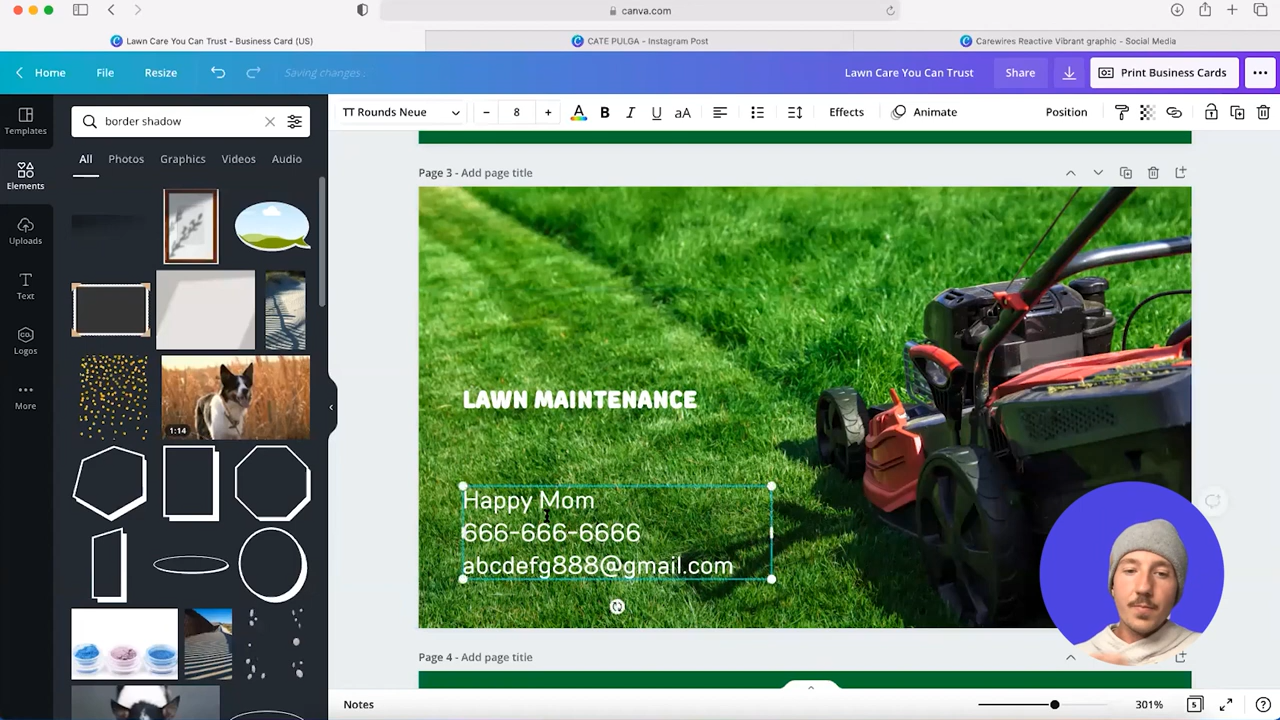 canva.com
Lawn Care You Can Trust - Business Card (US)
CATE PULGA - Instagram Post
Carewires Reactive Vibrant graphic - Social Media
Home
File
Resize
Saving changes...
Lawn Care You Can Trust
Share
Print Business Cards
Templates
Elements
Uploads
Text
Logos
More
border shadow
All
Photos
Graphics
Videos
Audio
1:14
TT Rounds Neue
8
A
B
I
U
aA
Effects
Animate
Position
Page 3 - Add page title
LAWN MAINTENANCE
Happy Mom
666-666-6666
abcdefg888@gmail.com
Page 4 - Add page title
Notes
301%
5